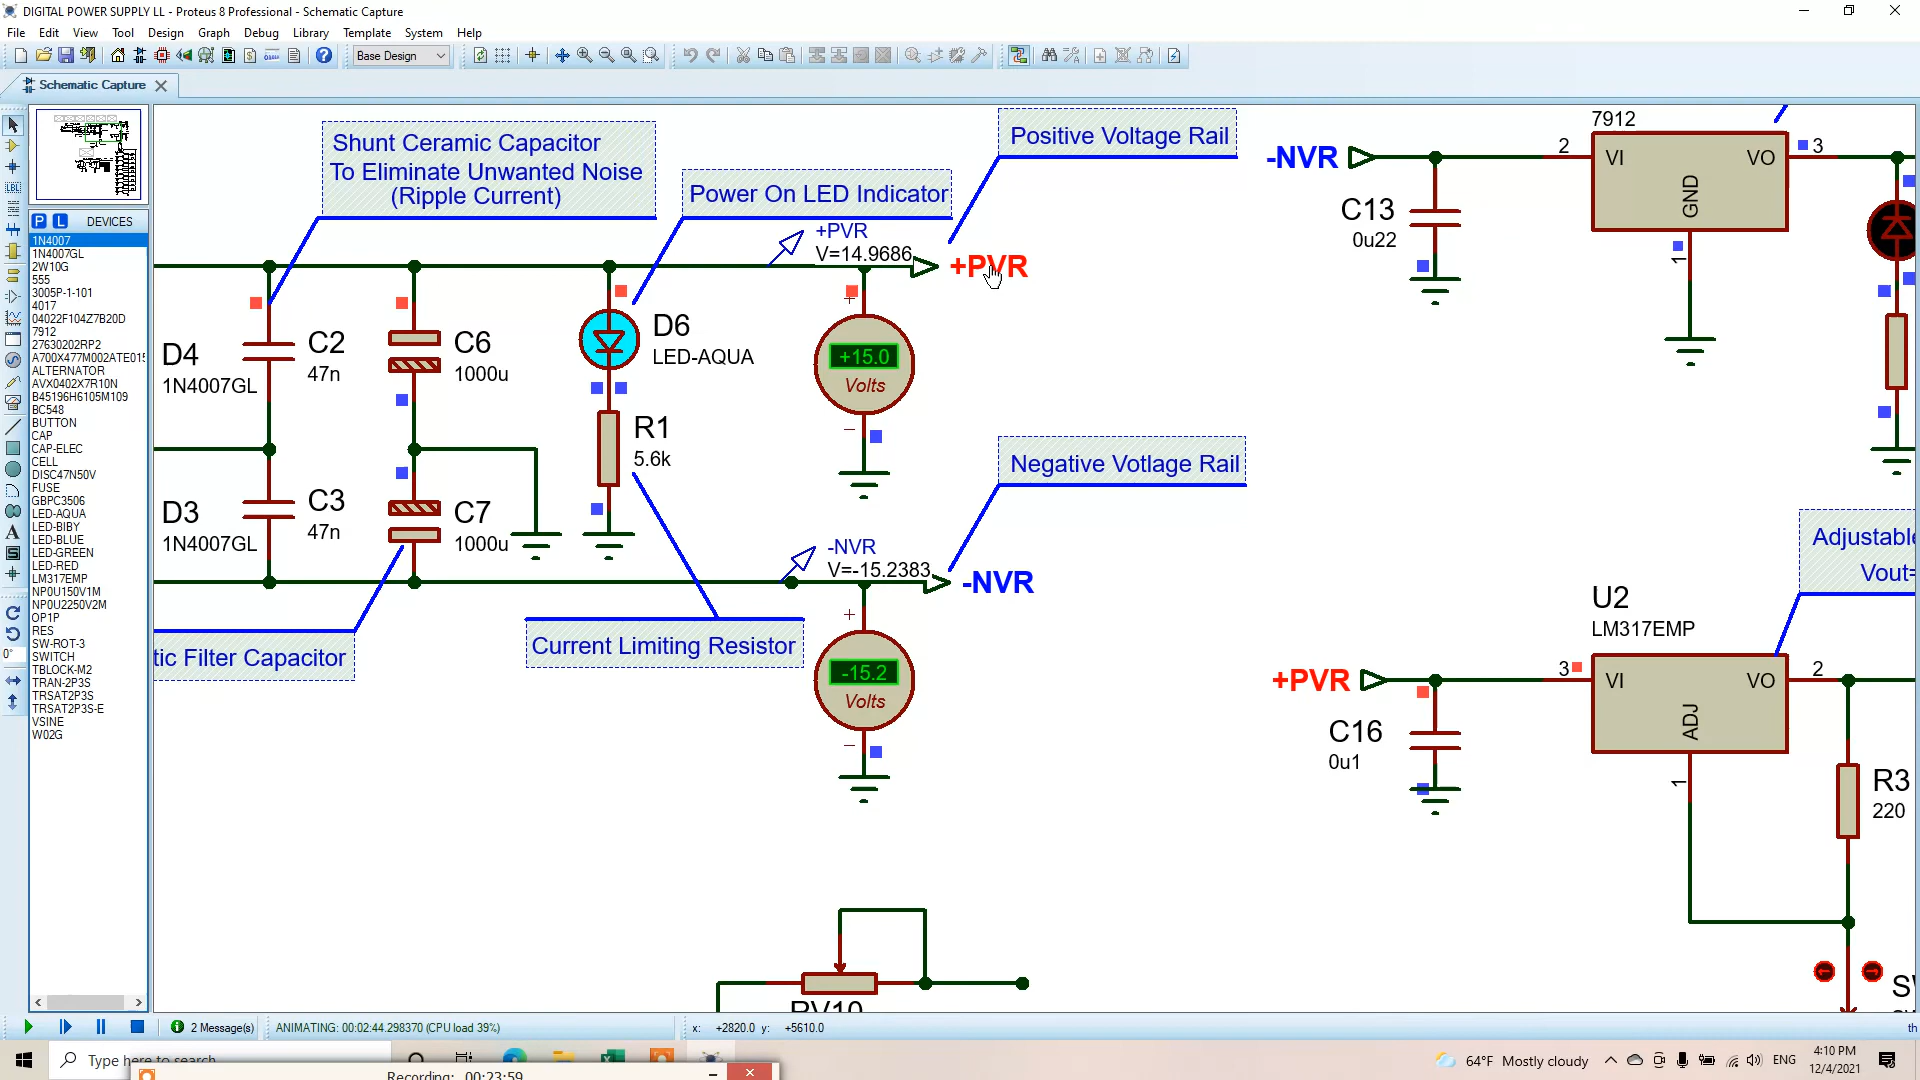 DIGITAL POWER SUPPLY LL - Proteus 8 Professional - Schematic Capture
File Edit View Tool Design Graph Debug Library Template System Help
Base Design
Schematic Capture
DEVICES
P L
1N4007
1N4007GL
2W10G
555
3005P-1-101
4017
04022F104Z7B20D
7912
27630202RP2
A700X477M002ATE015
ALTERNATOR
AVX0402X7R10N
B45196H6105M109
BC548
BUTTON
CAP
CAP-ELEC
CELL
DISC47N50V
FUSE
GBPC3506
LED-AQUA
LED-BIBY
LED-BLUE
LED-GREEN
LED-RED
LM317EMP
NP0U150V1M
NP0U2250V2M
OP1P
RES
SW-ROT-3
SWITCH
TBLOCK-M2
TRAN-2P3S
TRSAT2P3S
TRSAT2P3S-E
VSINE
W02G
LBL
0°
Shunt Ceramic Capacitor
To Eliminate Unwanted Noise
(Ripple Current)
Power On LED Indicator
Positive Voltage Rail
+PVR
V=14.9686
+PVR
D4
1N4007GL
C2
47n
C6
1000u
D6
LED-AQUA
R1
5.6k
+
+15.0
Volts
−
D3
1N4007GL
C3
47n
C7
1000u
Negative Votlage Rail
-NVR
V=-15.2383
-NVR
tic Filter Capacitor
Current Limiting Resistor
+
-15.2
Volts
−
-NVR
C13
0u22
7912
2 VI VO 3
GND
1
Adjustable
Vout=
U2
LM317EMP
+PVR
3 VI VO 2
ADJ
1
C16
0u1
R3
220
RV10
2 Message(s)
ANIMATING: 00:02:44.298370 (CPU load 39%)
x: +2820.0 y: +5610.0
th
Type here to search
Recording: 00:23:59
64°F Mostly cloudy
ENG
4:10 PM
12/4/2021